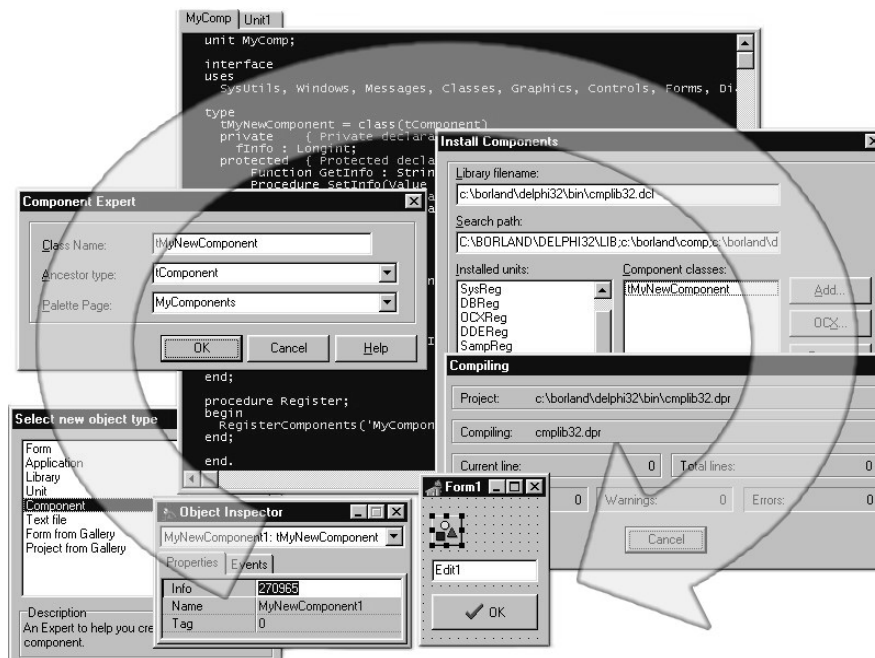 MyComp Unit1
unit MyComp;
interface
uses
SysUtils, Windows, Messages, Classes, Graphics, Controls, Forms,
type
tMyNewComponent = class(tComponent)
private { Private declara
fInfo : Longint;
protected { Protected decla
Function GetInfo : Strin
Procedure SetInfo(Value
end;
procedure Register;
begin
RegisterComponents('MyCompon
end;
end.
Install Components
Library filename:
c:\borland\delphi32\bin\cmplib32.dcl
Search path:
C:\BORLAND\DELPHI32\LIB;c:\borland\comp;c:\borland\d
Installed units:
SysReg
DBReg
OCXReg
DDEReg
SampReg
Component classes:
tMyNewComponent
Add...
OCX...
Component Expert
Class Name: tMyNewComponent
Ancestor type: tComponent
Palette Page: MyComponents
OK Cancel Help
Compiling
Project: c:\borland\delphi32\bin\cmplib32.dpr
Compiling: cmplib32.dpr
Current line: 0 Total lines: 0
0 Warnings: 0 Errors: 0
Cancel
Select new object type
Form
Application
Library
Unit
Component
Text file
Form from Gallery
Project from Gallery
Description
An Expert to help you cre
component.
Object Inspector
MyNewComponent1: tMyNewComponent
Properties Events
Info 270965
Name MyNewComponent1
Tag 0
Form1
Edit1
OK